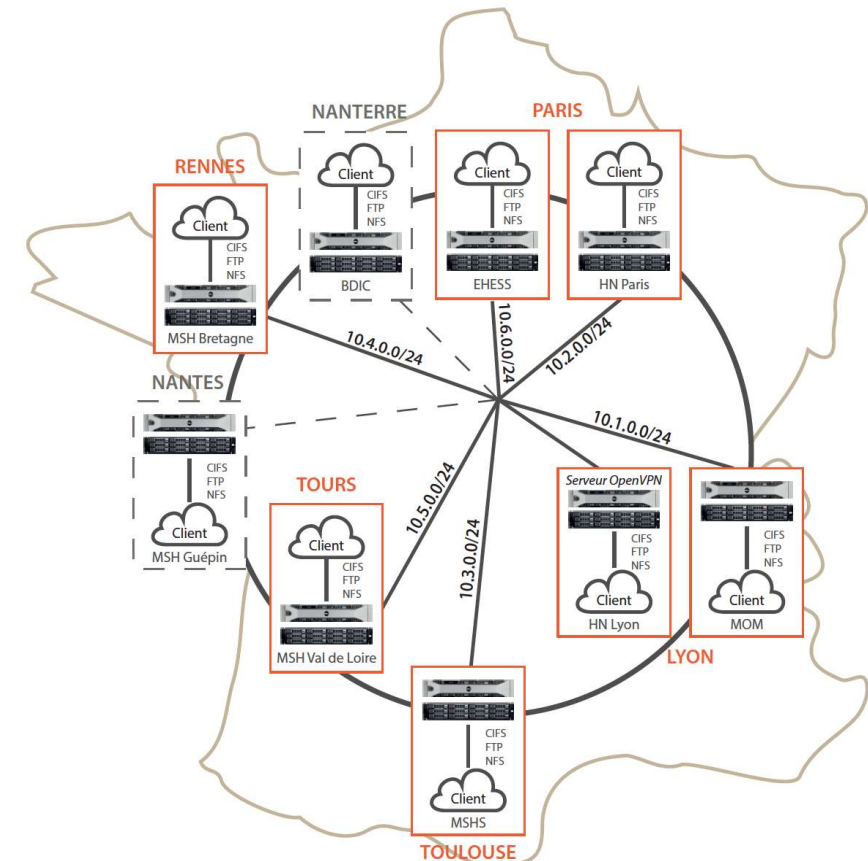 NANTERRE
Client
CIFS
FTP
NFS
BDIC
PARIS
Client
CIFS
FTP
NFS
EHESS
Client
CIFS
FTP
NFS
HN Paris
RENNES
Client
CIFS
FTP
NFS
MSH Bretagne
10.4.0.0/24
10.6.0.0/24
10.2.0.0/24
10.1.0.0/24
10.5.0.0/24
10.3.0.0/24
NANTES
CIFS
FTP
NFS
Client
MSH Guépin
TOURS
Client
CIFS
FTP
NFS
MSH Val de Loire
Serveur OpenVPN
CIFS
FTP
NFS
Client
HN Lyon
CIFS
FTP
NFS
Client
MOM
LYON
CIFS
FTP
NFS
Client
MSHS
TOULOUSE